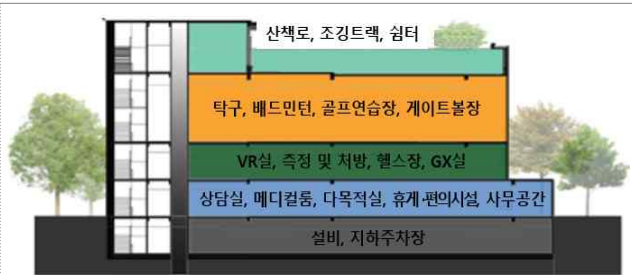 산책로, 조깅트랙, 쉼터
탁구, 배드민턴, 골프연습장, 게이트볼장
VR실, 측정 및 처방, 헬스장, GX실
상담실, 메디컬룸, 다목적실, 휴게·편의시설, 사무공간
설비, 지하주차장